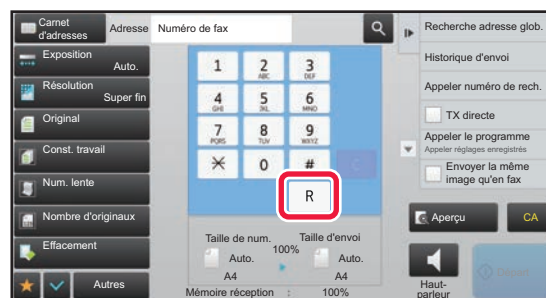 Carnet
d'adresses
Adresse
Numéro de fax
Exposition
Auto.
Résolution
Super fin
Original
Const. travail
Num. lente
Nombre d'originaux
Effacement
Autres
1
2
ABC
3
DEF
4
GHI
5
JKL
6
MNO
7
PQRS
8
TUV
9
WXYZ
0
#
C
R
Taille de num.
100%
Taille d'envoi
Auto.
A4
Auto.
A4
Mémoire réception : 100%
Recherche adresse glob.
Historique d'envoi
Appeler numéro de rech.
TX directe
Appeler le programme
Appeler réglages enregistrés
Envoyer la même
image qu'en fax
Aperçu
CA
Haut-
parleur
Départ